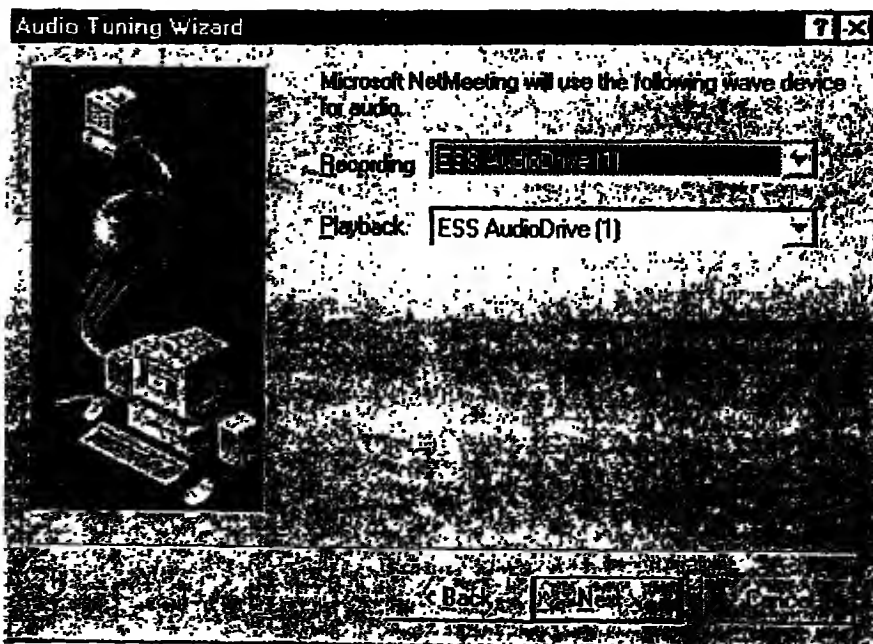 Audio Tuning Wizard
Microsoft NetMeeting will use the following wave device
for audio.
Recording ESS AudioDrive (1)
Playback: ESS AudioDrive (1)
< Back Next